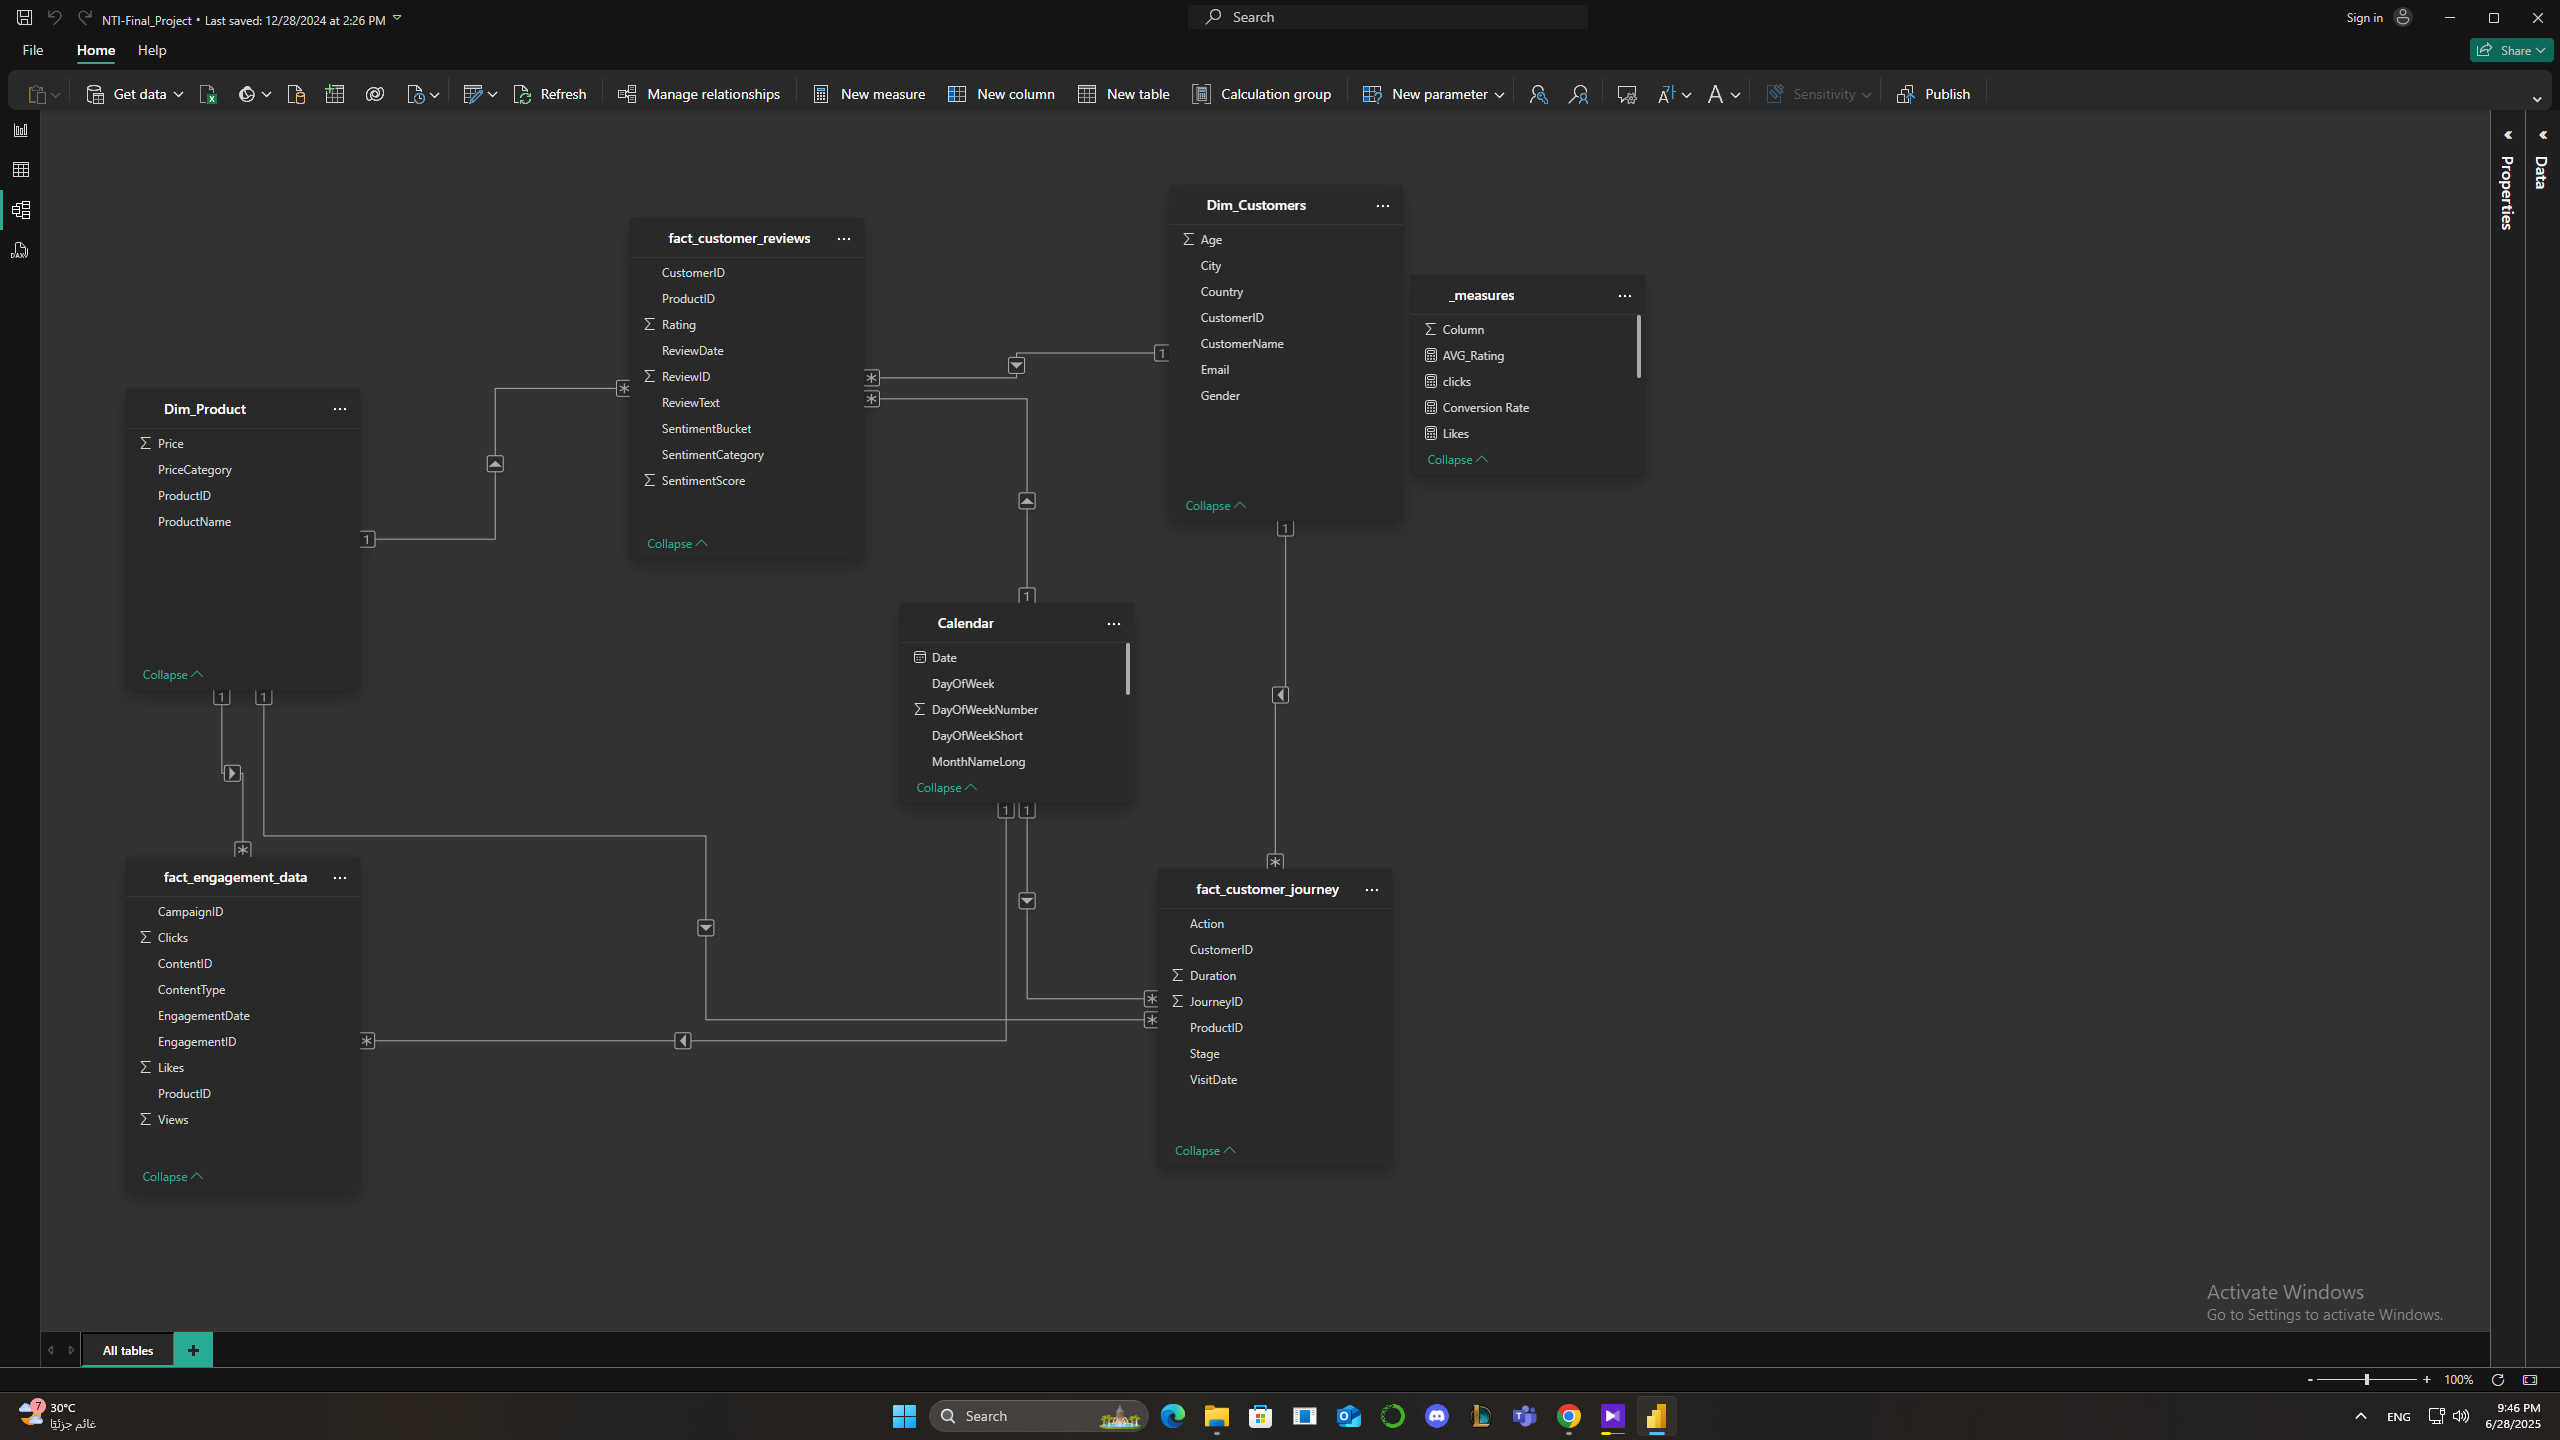 NTI-Final_Project • Last saved: 12/28/2024 at 2:26 PM
Search
Sign in
File
Home
Help
Share
Get data
Refresh
Manage relationships
New measure
New column
New table
Calculation group
New parameter
Sensitivity
Publish
DAX
Properties
Data
Dim_Customers
Age
City
Country
CustomerID
CustomerName
Email
Gender
Collapse
fact_customer_reviews
CustomerID
ProductID
Rating
ReviewDate
ReviewID
ReviewText
SentimentBucket
SentimentCategory
SentimentScore
Collapse
_measures
Column
AVG_Rating
clicks
Conversion Rate
Likes
Collapse
Dim_Product
Price
PriceCategory
ProductID
ProductName
Collapse
1
*
*
*
1
1
1
Calendar
Date
DayOfWeek
DayOfWeekNumber
DayOfWeekShort
MonthNameLong
Collapse
1
1
1
1
*
*
fact_engagement_data
CampaignID
Clicks
ContentID
ContentType
EngagementDate
EngagementID
Likes
ProductID
Views
Collapse
*
*
*
fact_customer_journey
Action
CustomerID
Duration
JourneyID
ProductID
Stage
VisitDate
Collapse
Activate Windows
Go to Settings to activate Windows.
All tables
+
- + 100%
7
30°C
غائم جزئيًا
Search
ENG
9:46 PM
6/28/2025